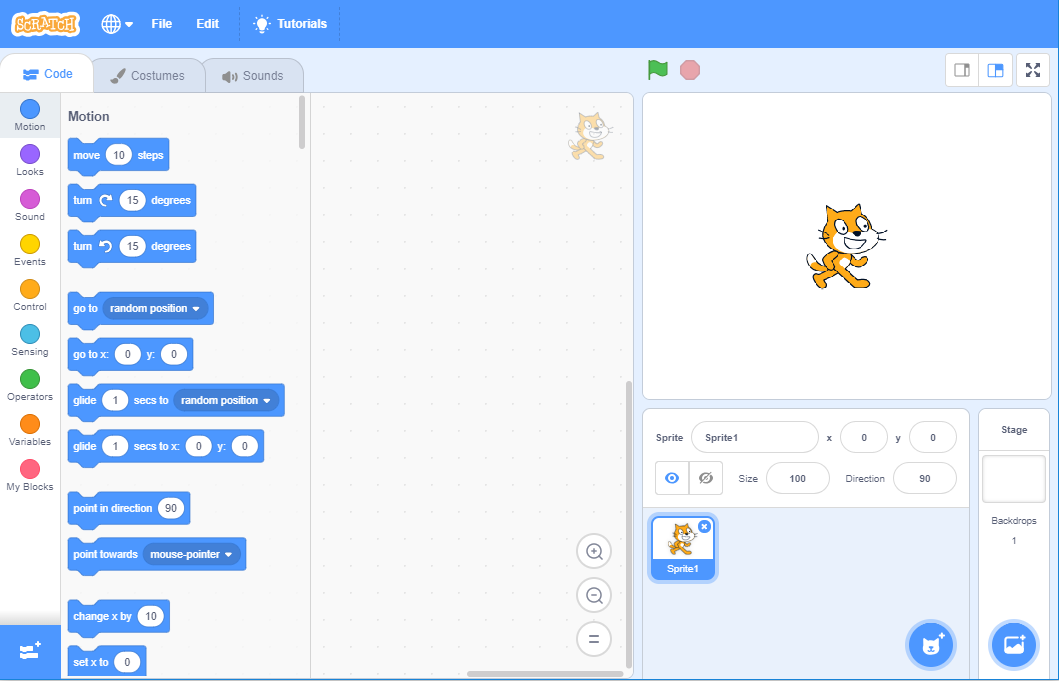 SCRATCH File Edit Tutorials
Code Costumes Sounds
Motion
Looks
Sound
Events
Control
Sensing
Operators
Variables
My Blocks
Motion
move 10 steps
turn 15 degrees
turn 15 degrees
go to random position
go to x: 0 y: 0
glide 1 secs to random position
glide 1 secs to x: 0 y: 0
point in direction 90
point towards mouse-pointer
change x by 10
set x to 0
Sprite Sprite1 x 0 y 0
Size 100 Direction 90
Sprite1
Stage
Backdrops
1